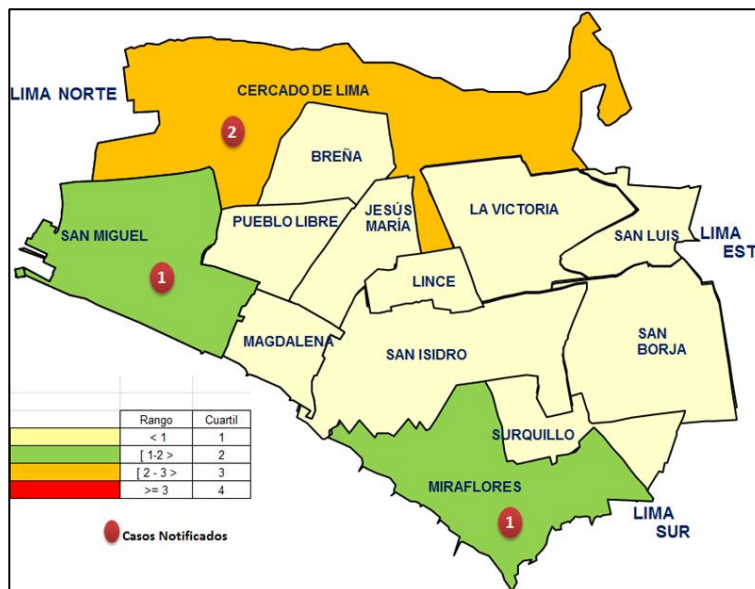 LIMA NORTE
CERCADO DE LIMA
2
BREÑA
SAN MIGUEL
PUEBLO LIBRE
JESÚS
MARÍA
LA VICTORIA
SAN LUIS
LIMA
EST
1
LINCE
MAGDALENA
SAN ISIDRO
SAN
BORJA
Rango Cuartil
< 1 1
[ 1-2 > 2
[ 2 - 3 > 3
>= 3 4
SURQUILLO
MIRAFLORES
1
LIMA
SUR
Casos Notificados